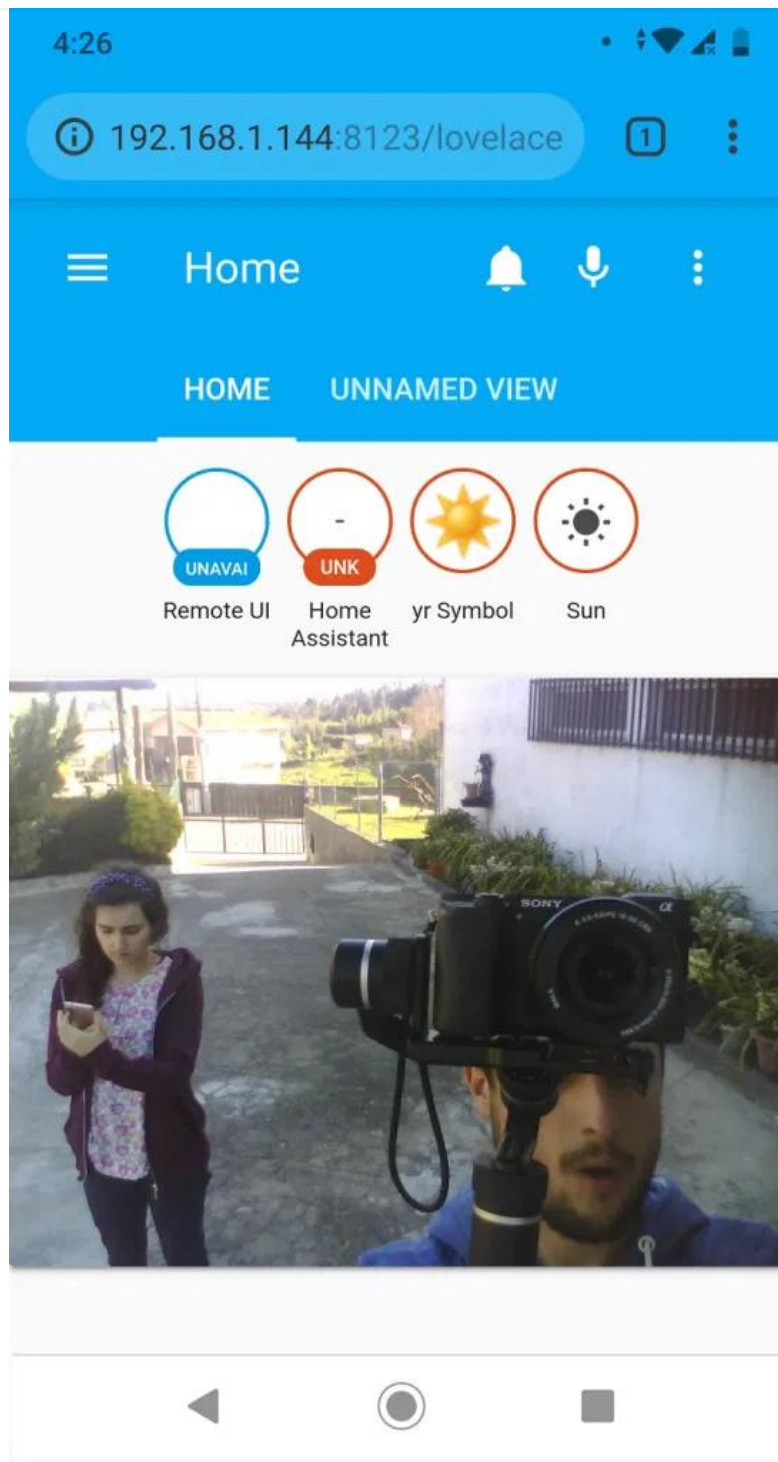 4:26
192.168.1.144:8123/lovelace 1
Home
HOME UNNAMED VIEW
-
UNAVAI UNK
Remote UI Home Assistant yr Symbol Sun
SONY α